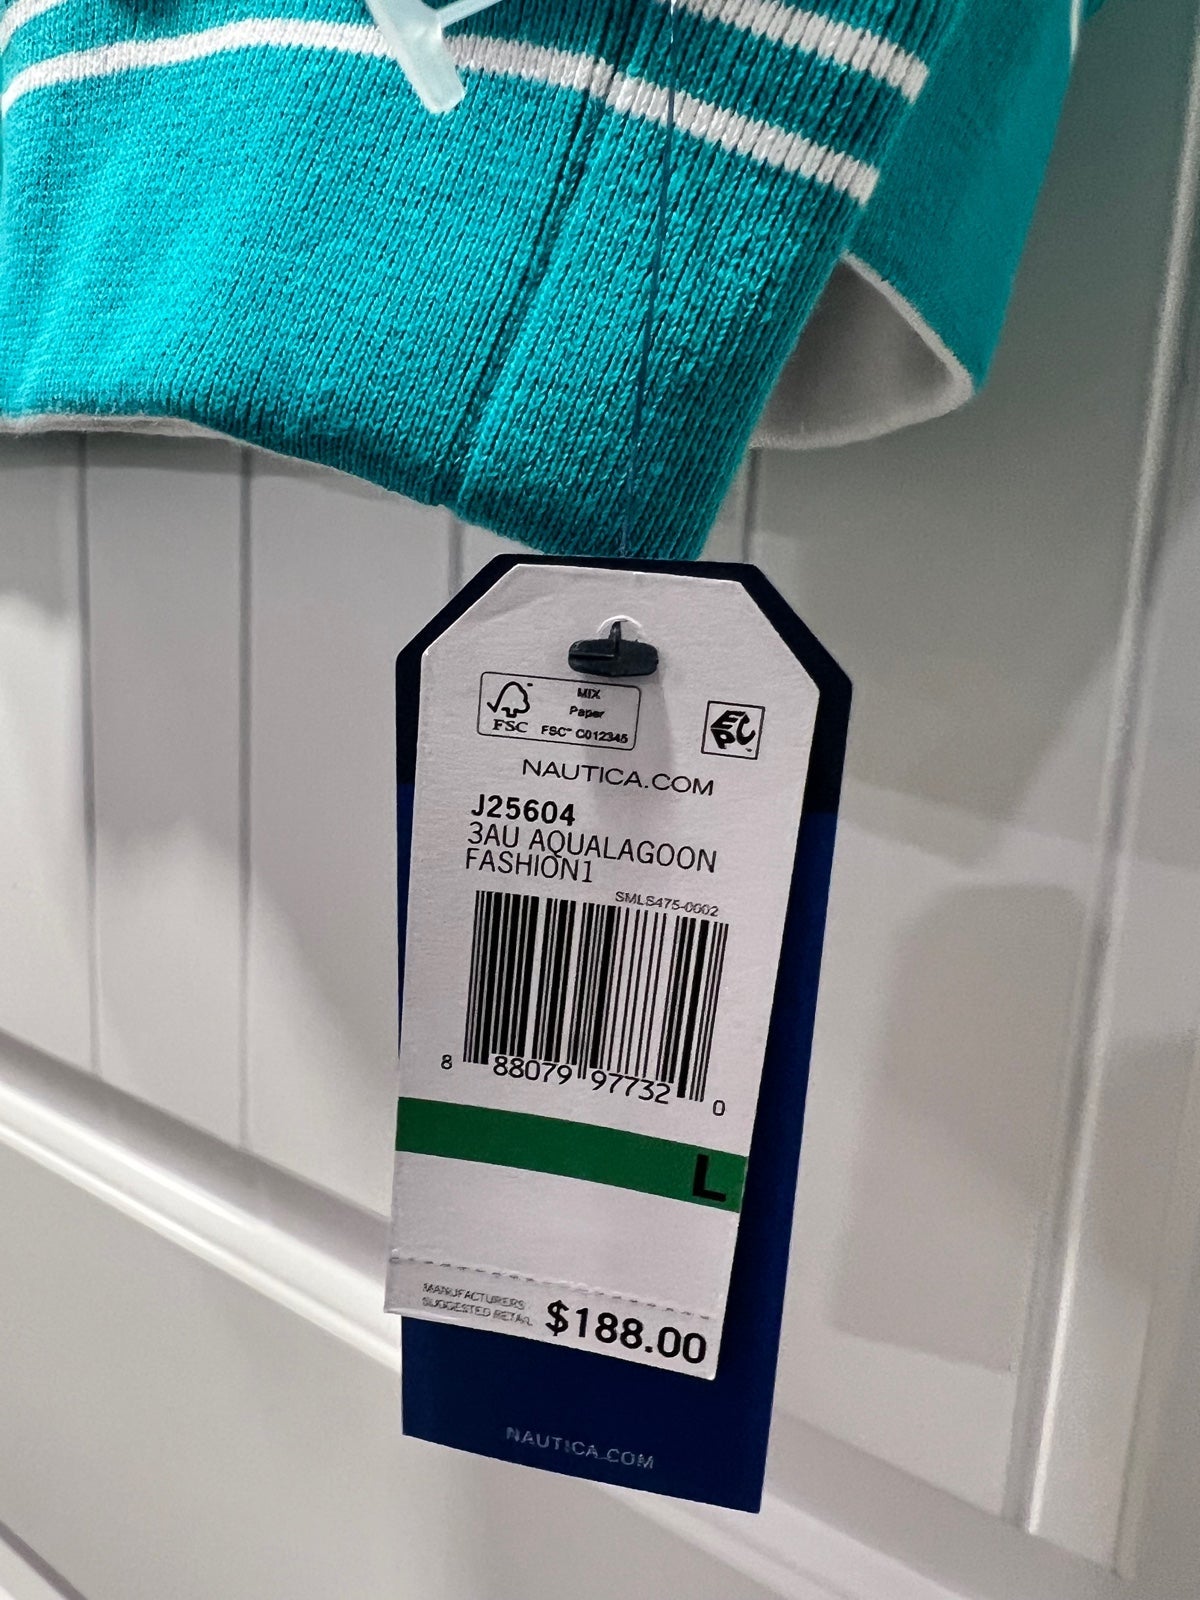 MIX
Paper
FSC
FSC™ C012345
EPC
NAUTICA.COM
J25604
3AU AQUALAGOON
FASHION1
SMLS475-0002
8 88079 97732 0
L
MANUFACTURERS
SUGGESTED RETAIL
$188.00
NAUTICA.COM